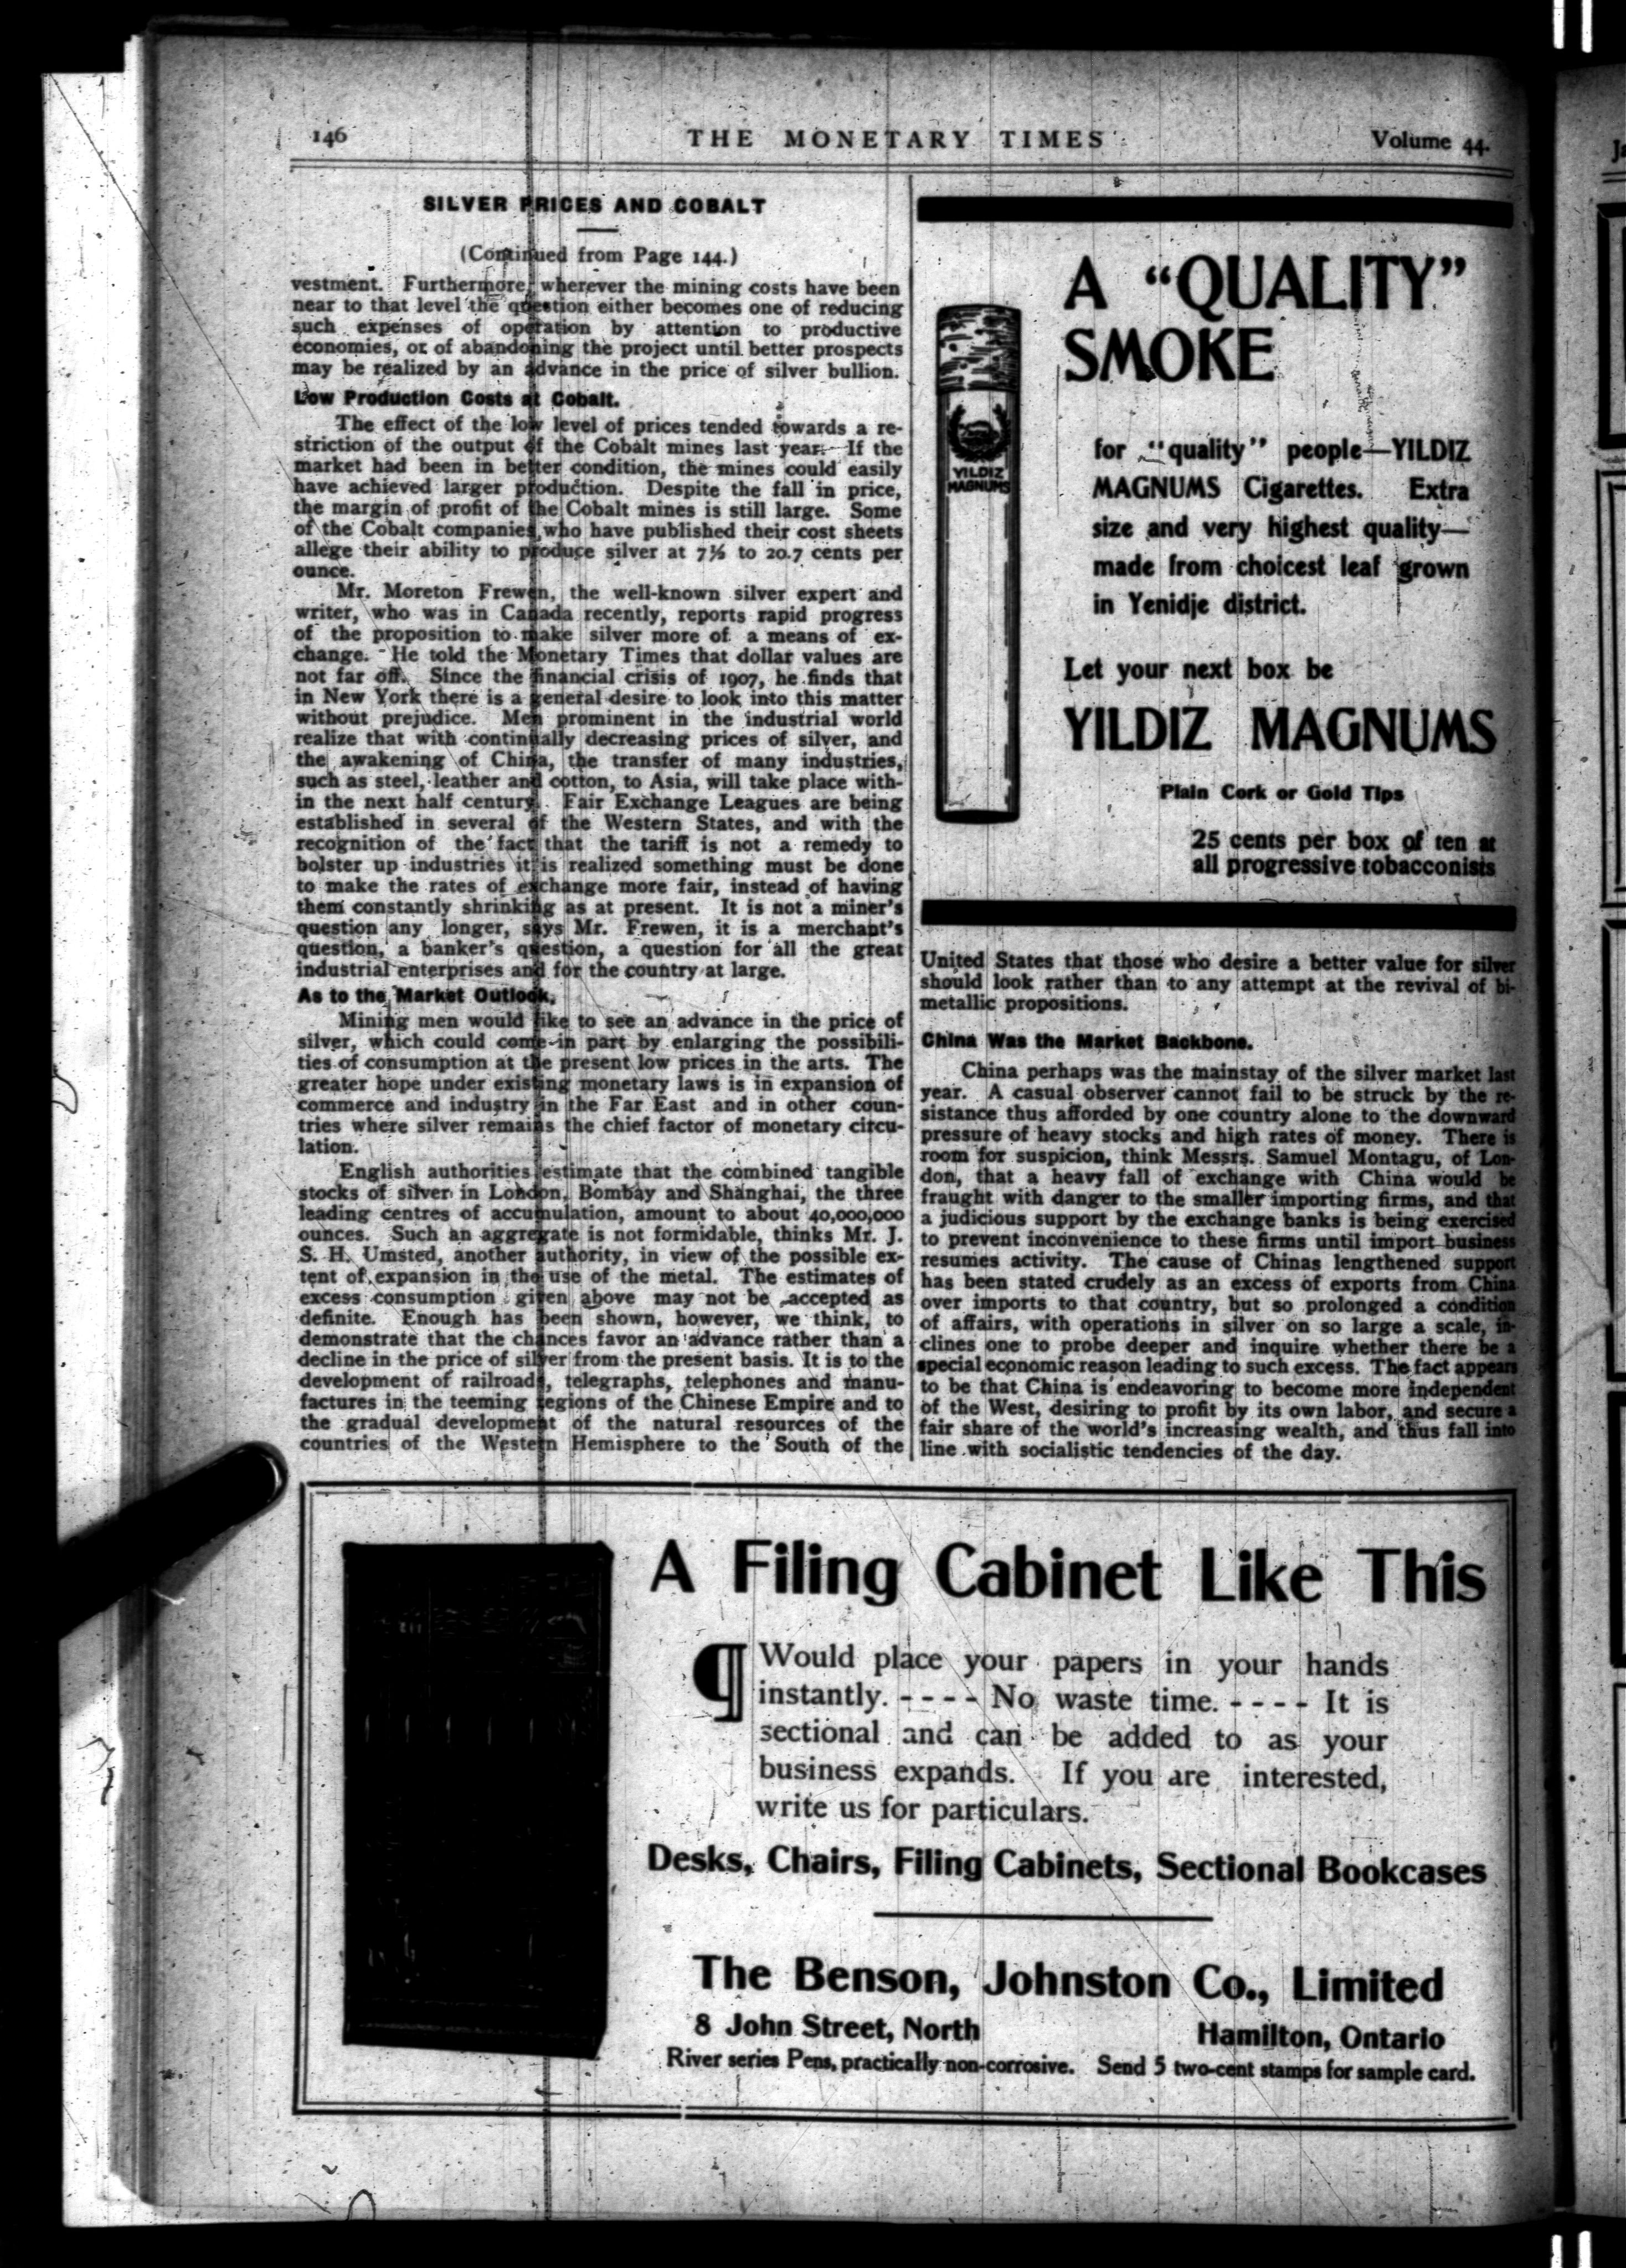 146
THE MONETARY TIMES
Volume 44.
SILVER PRICES AND COBALT
(Continued from Page 144.)
vestment. Furthermore, wherever the mining costs have been
near to that level the question either becomes one of reducing
such expenses of operation by attention to productive
economies, or of abandoning the project until better prospects
may be realized by an advance in the price of silver bullion.
Low Production Costs at Cobalt.
The effect of the low level of prices tended towards a re-
striction of the output of the Cobalt mines last year. If the
market had been in better condition, the mines could easily
have achieved larger production. Despite the fall in price,
the margin of profit of the Cobalt mines is still large. Some
of the Cobalt companies who have published their cost sheets
allege their ability to produce silver at 7½ to 20.7 cents per
ounce.
Mr. Moreton Frewen, the well-known silver expert and
writer, who was in Canada recently, reports rapid progress
of the proposition to make silver more of a means of ex-
change. He told the Monetary Times that dollar values are
not far off. Since the financial crisis of 1907, he finds that
in New York there is a general desire to look into this matter
without prejudice. Men prominent in the industrial world
realize that with continually decreasing prices of silver, and
the awakening of China, the transfer of many industries,
such as steel, leather and cotton, to Asia, will take place with-
in the next half century. Fair Exchange Leagues are being
established in several of the Western States, and with the
recognition of the fact that the tariff is not a remedy to
bolster up industries it is realized something must be done
to make the rates of exchange more fair, instead of having
them constantly shrinking as at present. It is not a miner's
question any longer, says Mr. Frewen, it is a merchant's
question, a banker's question, a question for all the great
industrial enterprises and for the country at large.
As to the Market Outlook.
Mining men would like to see an advance in the price of
silver, which could come in part by enlarging the possibili-
ties of consumption at the present low prices in the arts. The
greater hope under existing monetary laws is in expansion of
commerce and industry in the Far East and in other coun-
tries where silver remains the chief factor of monetary circu-
lation.
English authorities estimate that the combined tangible
stocks of silver in London, Bombay and Shanghai, the three
leading centres of accumulation, amount to about 40,000,000
ounces. Such an aggregate is not formidable, thinks Mr. J.
S. H. Umsted, another authority, in view of the possible ex-
tent of expansion in the use of the metal. The estimates of
excess consumption given above may not be accepted as
definite. Enough has been shown, however, we think, to
demonstrate that the chances favor an advance rather than a
decline in the price of silver from the present basis. It is to the
development of railroads, telegraphs, telephones and manu-
factures in the teeming regions of the Chinese Empire and to
the gradual development of the natural resources of the
countries of the Western Hemisphere to the South of the
YILDIZ
MAGNUMS
A "QUALITY"
SMOKE
for "quality" people—YILDIZ
MAGNUMS Cigarettes. Extra
size and very highest quality—
made from choicest leaf grown
in Yenidje district.
Let your next box be
YILDIZ MAGNUMS
Plain Cork or Gold Tips
25 cents per box of ten at
all progressive tobacconists
United States that those who desire a better value for silver
should look rather than to any attempt at the revival of bi-
metallic propositions.
China Was the Market Backbone.
China perhaps was the mainstay of the silver market last
year. A casual observer cannot fail to be struck by the re-
sistance thus afforded by one country alone to the downward
pressure of heavy stocks and high rates of money. There is
room for suspicion, think Messrs. Samuel Montagu, of Lon-
don, that a heavy fall of exchange with China would be
fraught with danger to the smaller importing firms, and that
a judicious support by the exchange banks is being exercised
to prevent inconvenience to these firms until import business
resumes activity. The cause of Chinas lengthened support
has been stated crudely as an excess of exports from China
over imports to that country, but so prolonged a condition
of affairs, with operations in silver on so large a scale, in-
clines one to probe deeper and inquire whether there be a
special economic reason leading to such excess. The fact appears
to be that China is endeavoring to become more independent
of the West, desiring to profit by its own labor, and secure a
fair share of the world's increasing wealth, and thus fall into
line with socialistic tendencies of the day.
A Filing Cabinet Like This
¶ Would place your papers in your hands
instantly. - - - - No waste time. - - - - It is
sectional and can be added to as your
business expands. If you are interested,
write us for particulars.
Desks, Chairs, Filing Cabinets, Sectional Bookcases
The Benson, Johnston Co., Limited
8 John Street, North
Hamilton, Ontario
River series Pens, practically non-corrosive. Send 5 two-cent stamps for sample card.